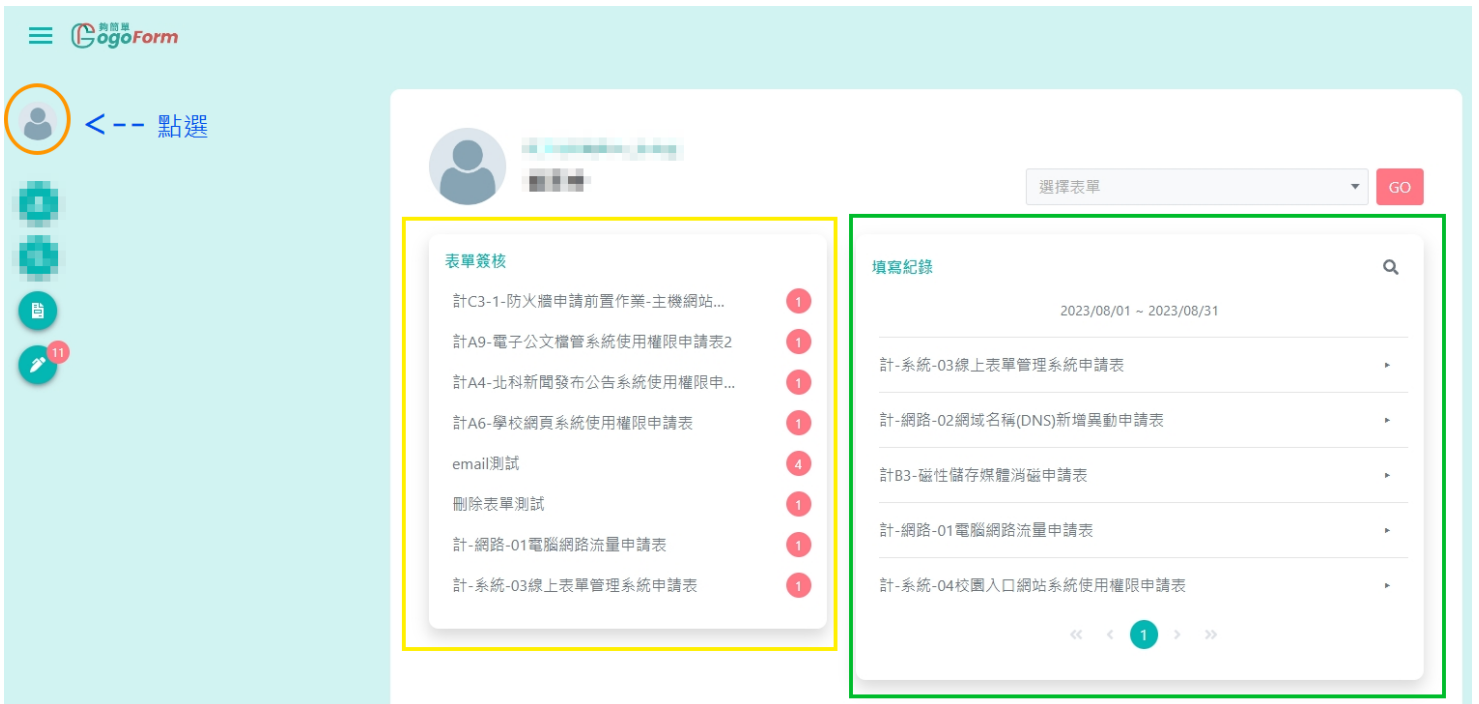 夠簡單
GogoForm
<-- 點選
11
選擇表單
GO
表單簽核
計C3-1-防火牆申請前置作業-主機網站... 1
計A9-電子公文檔管系統使用權限申請表2 1
計A4-北科新聞發布公告系統使用權限申... 1
計A6-學校網頁系統使用權限申請表 1
email測試 4
刪除表單測試 1
計-網路-01電腦網路流量申請表 1
計-系統-03線上表單管理系統申請表 1
填寫紀錄
2023/08/01 ~ 2023/08/31
計-系統-03線上表單管理系統申請表
計-網路-02網域名稱(DNS)新增異動申請表
計B3-磁性儲存媒體消磁申請表
計-網路-01電腦網路流量申請表
計-系統-04校園入口網站系統使用權限申請表
« ‹ 1 › »